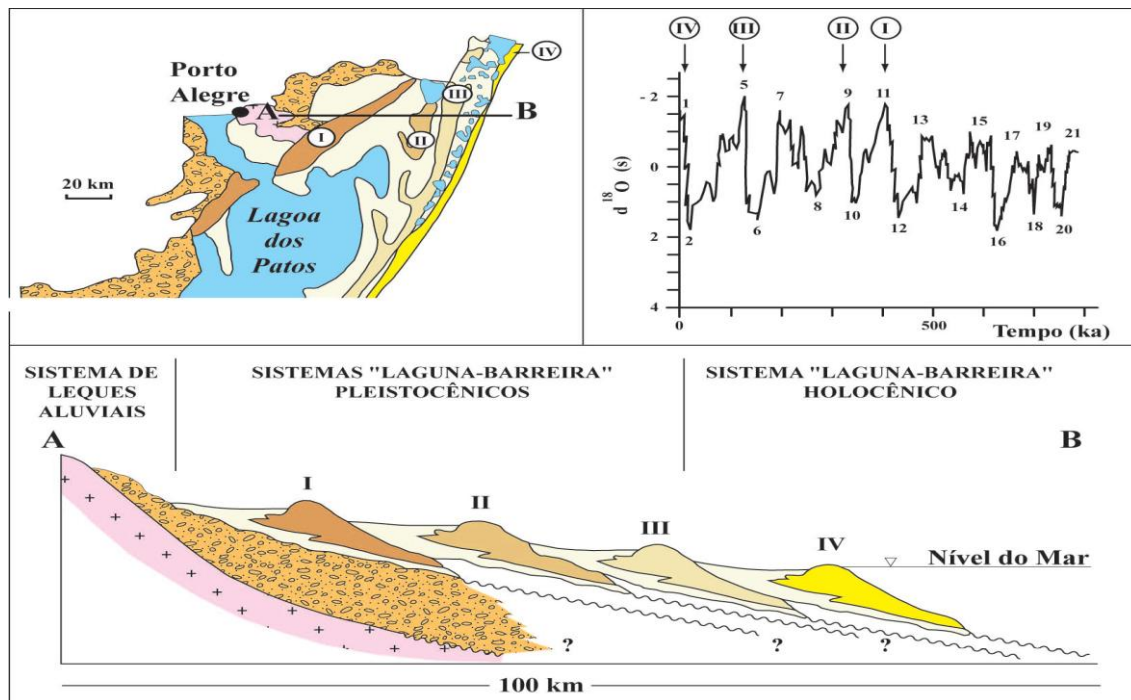 Porto
Alegre
A
B
I
II
III
IV
20 km
Lagoa
dos
Patos
IV
III
II
I
d 18 O (s)
- 2
0
2
4
1
2
5
6
7
8
9
10
11
12
13
14
15
16
17
18
19
20
21
0
500
Tempo (ka)
SISTEMA DE
LEQUES
ALUVIAIS
SISTEMAS "LAGUNA-BARREIRA"
PLEISTOCÊNICOS
SISTEMA "LAGUNA-BARREIRA"
HOLOCÊNICO
A
B
I
II
III
IV
Nível do Mar
?
?
?
100 km